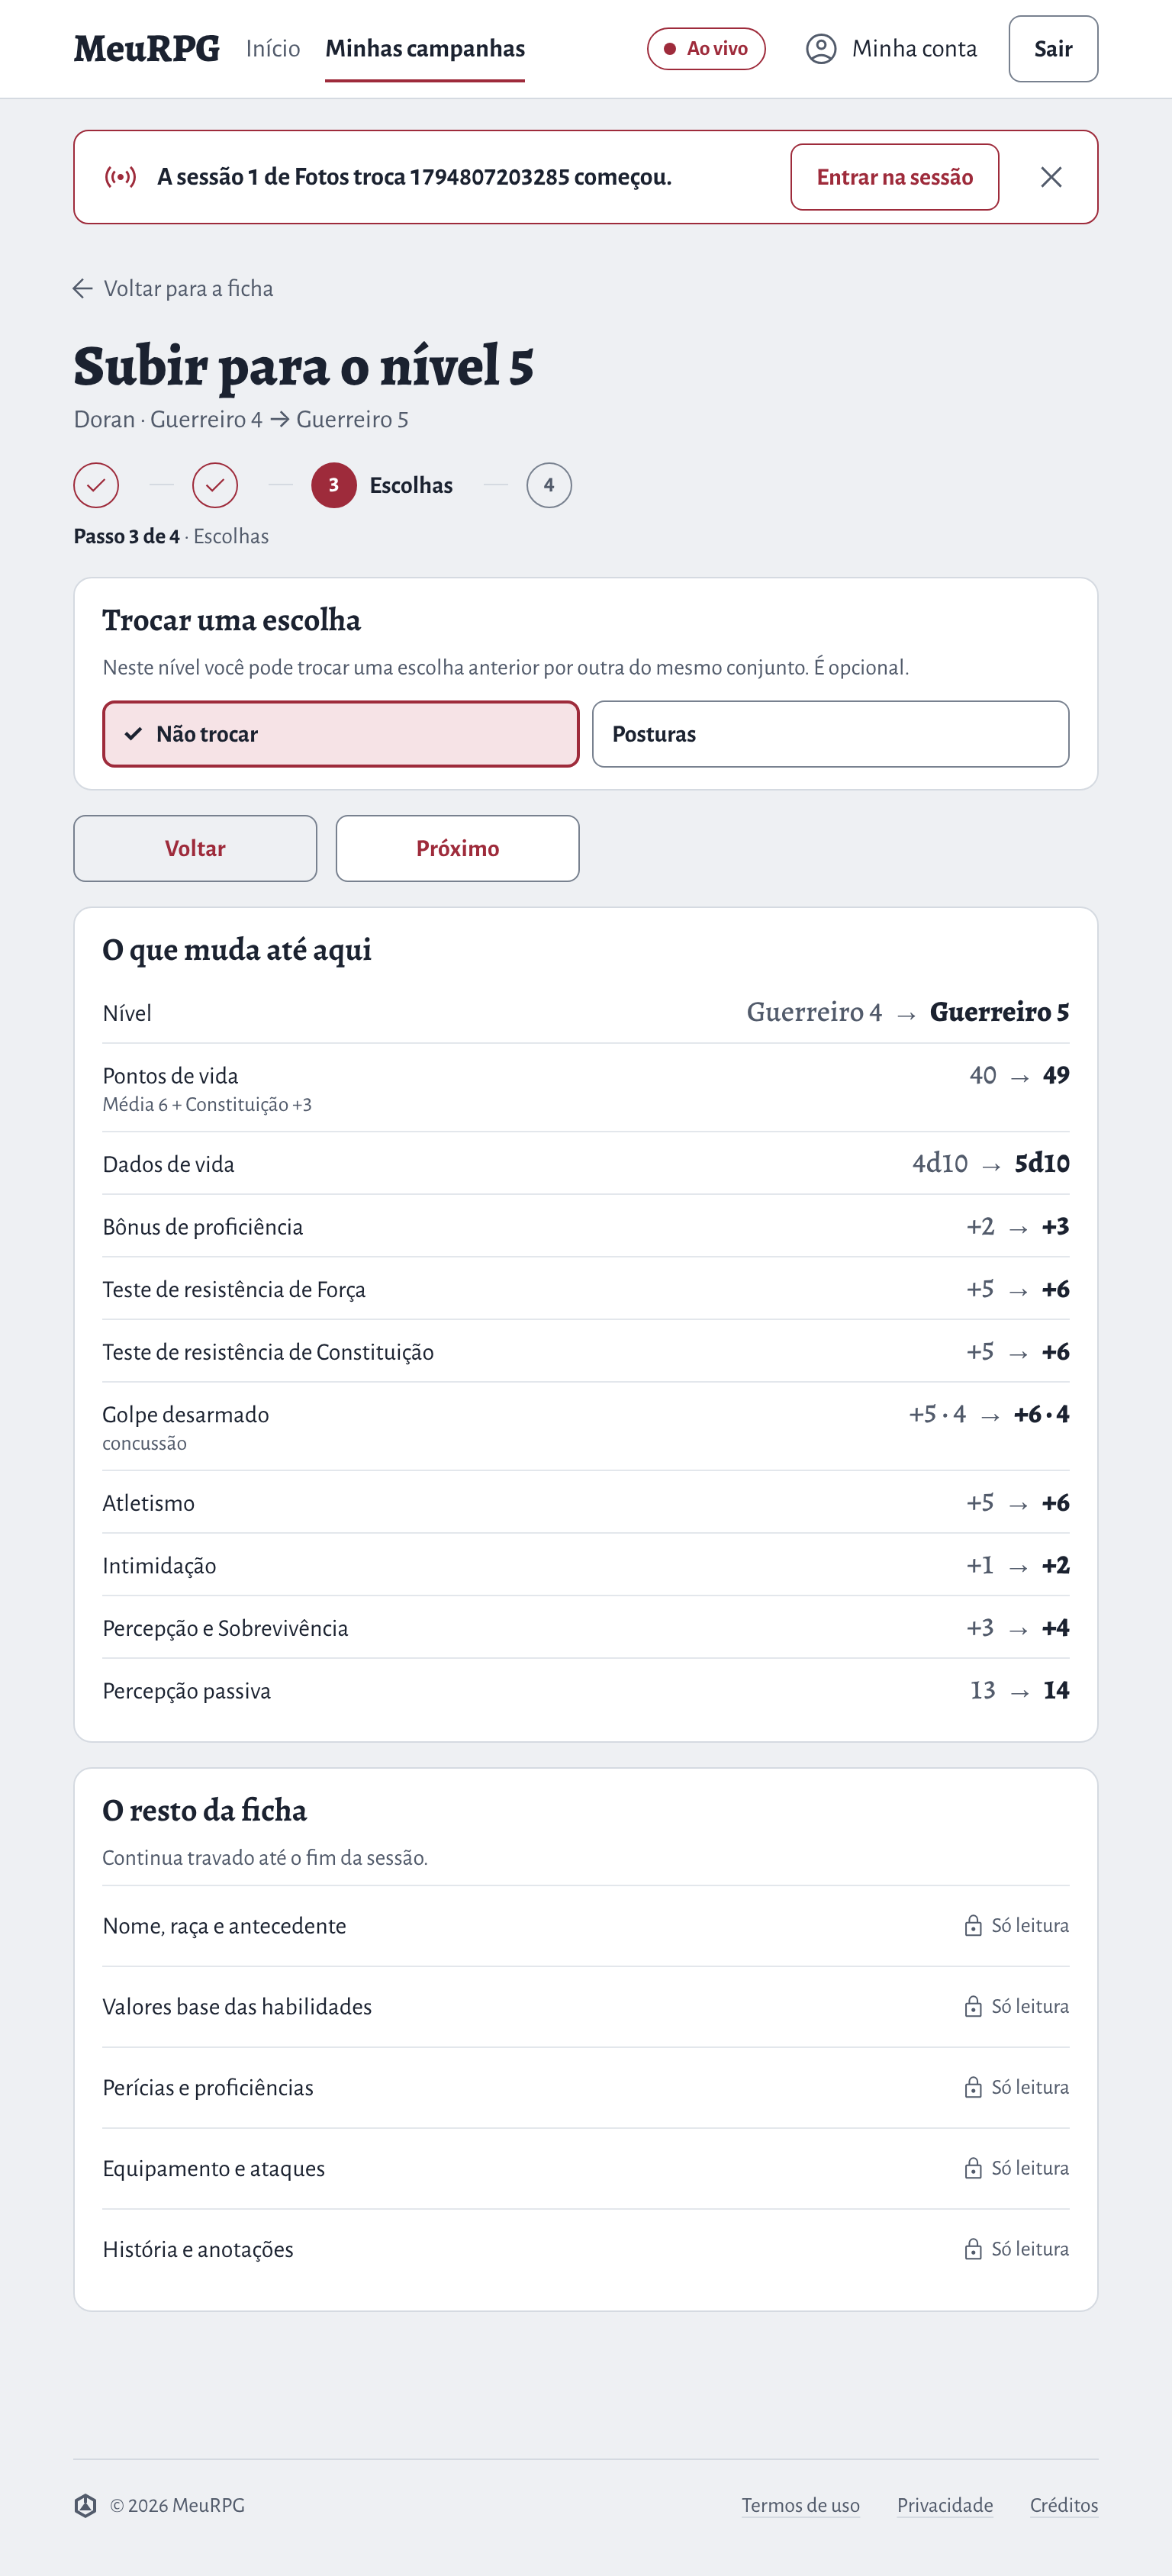 MeuRPG Início Minhas campanhas Ao vivo Minha conta Sair
A sessão 1 de Fotos troca 1794807203285 começou. Entrar na sessão
Voltar para a ficha
Subir para o nível 5
Doran · Guerreiro 4 → Guerreiro 5
3 Escolhas 4
Passo 3 de 4 · Escolhas
Trocar uma escolha
Neste nível você pode trocar uma escolha anterior por outra do mesmo conjunto. É opcional.
Não trocar Posturas
Voltar Próximo
O que muda até aqui
Nível Guerreiro 4 → Guerreiro 5
Pontos de vida 40 → 49
Média 6 + Constituição +3
Dados de vida 4d10 → 5d10
Bônus de proficiência +2 → +3
Teste de resistência de Força +5 → +6
Teste de resistência de Constituição +5 → +6
Golpe desarmado +5 · 4 → +6 · 4
concussão
Atletismo +5 → +6
Intimidação +1 → +2
Percepção e Sobrevivência +3 → +4
Percepção passiva 13 → 14
O resto da ficha
Continua travado até o fim da sessão.
Nome, raça e antecedente Só leitura
Valores base das habilidades Só leitura
Perícias e proficiências Só leitura
Equipamento e ataques Só leitura
História e anotações Só leitura
© 2026 MeuRPG Termos de uso Privacidade Créditos